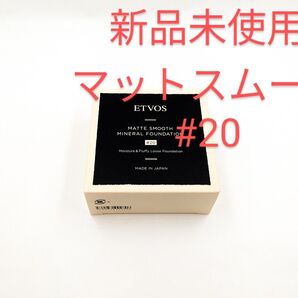 新品未使用
マットスムー
#20
ETVOS
MATTE SMOOTH
MINERAL FOUNDATION
#20
Moisture & Fluffy Loose Foundation
MADE IN JAPAN